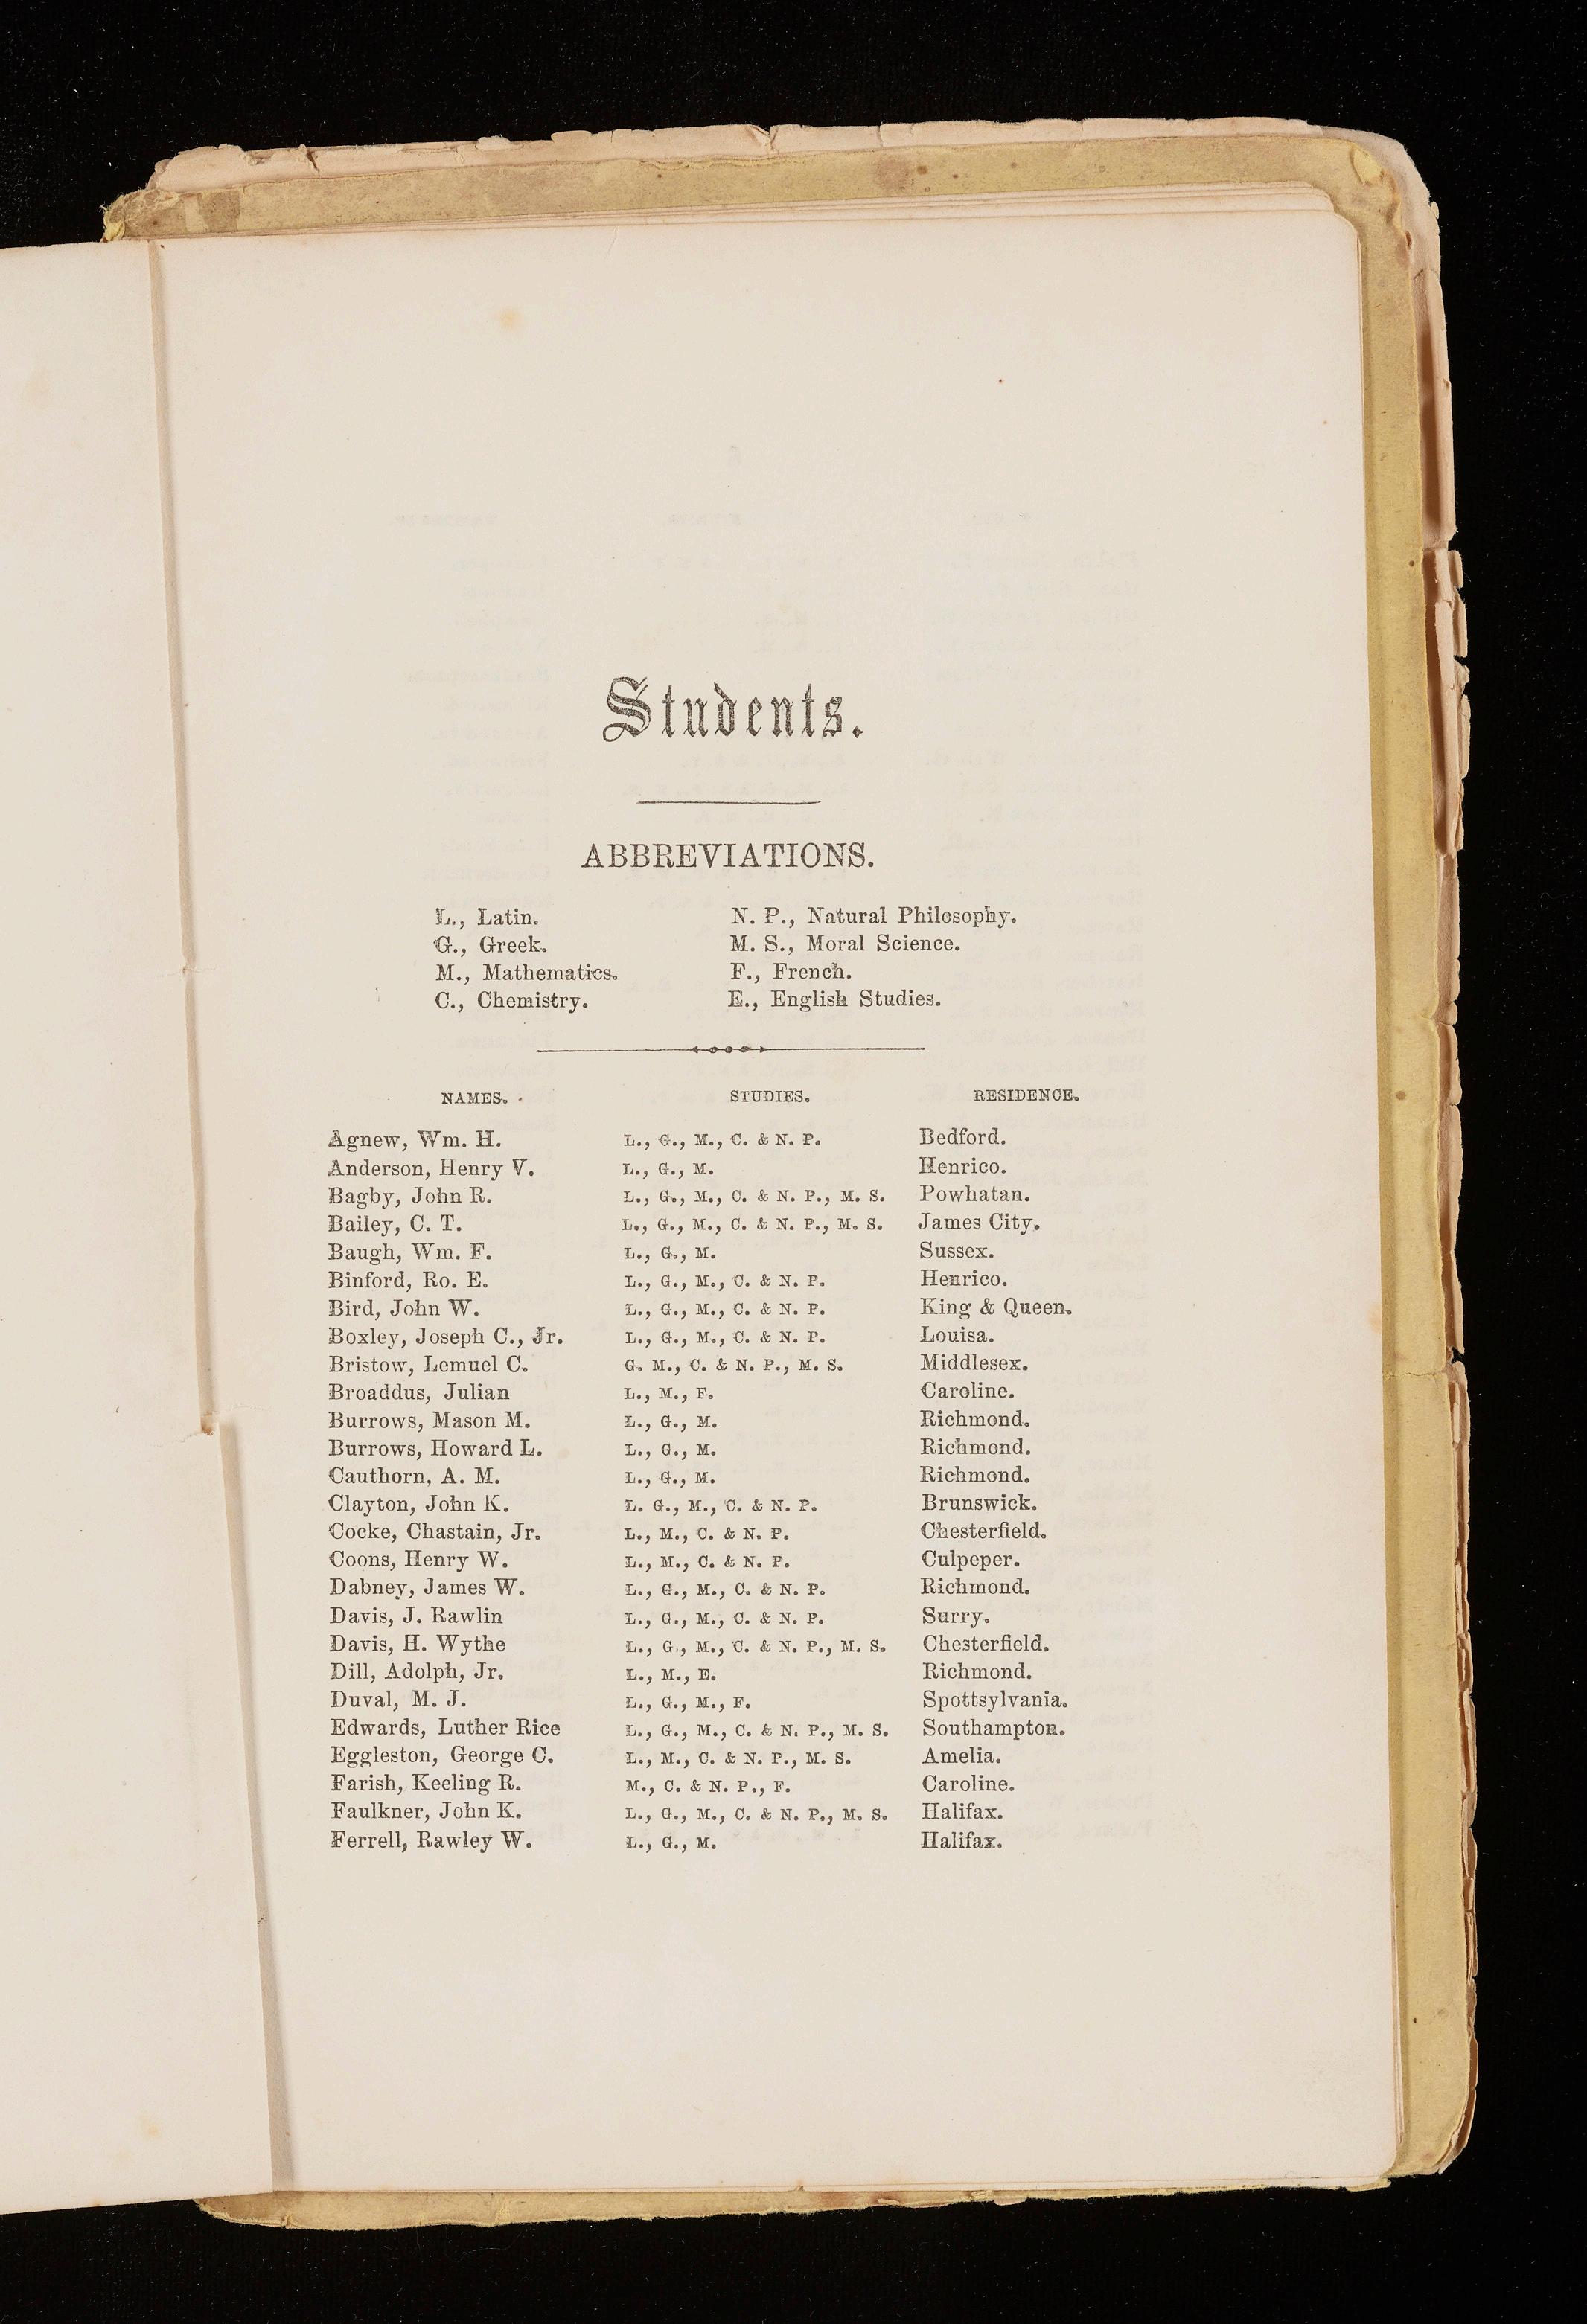 Students.
ABBREVIATIONS.
L., Latin. N. P., Natural Philosophy.
G., Greek. M. S., Moral Science.
M., Mathematics. F., French.
C., Chemistry. E., English Studies.
NAMES. STUDIES. RESIDENCE.
Agnew, Wm. H. L., G., M., C. & N. P. Bedford.
Anderson, Henry V. L., G., M. Henrico.
Bagby, John R. L., G., M., C. & N. P., M. S. Powhatan.
Bailey, C. T. L., G., M., C. & N. P., M. S. James City.
Baugh, Wm. F. L., G., M. Sussex.
Binford, Ro. E. L., G., M., C. & N. P. Henrico.
Bird, John W. L., G., M., C. & N. P. King & Queen.
Boxley, Joseph C., Jr. L., G., M., C. & N. P. Louisa.
Bristow, Lemuel C. G. M., C. & N. P., M. S. Middlesex.
Broaddus, Julian L., M., F. Caroline.
Burrows, Mason M. L., G., M. Richmond.
Burrows, Howard L. L., G., M. Richmond.
Cauthorn, A. M. L., G., M. Richmond.
Clayton, John K. L. G., M., C. & N. P. Brunswick.
Cocke, Chastain, Jr. L., M., C. & N. P. Chesterfield.
Coons, Henry W. L., M., C. & N. P. Culpeper.
Dabney, James W. L., G., M., C. & N. P. Richmond.
Davis, J. Rawlin L., G., M., C. & N. P. Surry.
Davis, H. Wythe L., G., M., C. & N. P., M. S. Chesterfield.
Dill, Adolph, Jr. L., M., E. Richmond.
Duval, M. J. L., G., M., F. Spottsylvania.
Edwards, Luther Rice L., G., M., C. & N. P., M. S. Southampton.
Eggleston, George C. L., M., C. & N. P., M. S. Amelia.
Farish, Keeling R. M., C. & N. P., F. Caroline.
Faulkner, John K. L., G., M., C. & N. P., M. S. Halifax.
Ferrell, Rawley W. L., G., M. Halifax.